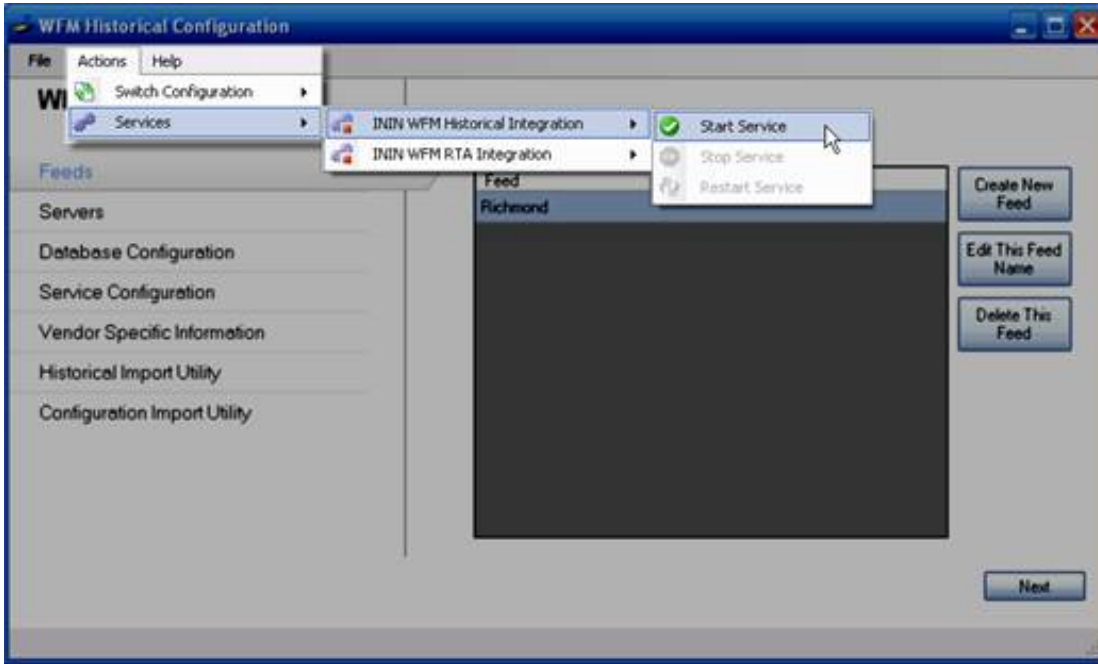 WFM Historical Configuration
File Actions Help
Switch Configuration
Services
ININ WFM Historical Integration
ININ WFM RTA Integration
Start Service
Stop Service
Restart Service
Feeds
Servers
Database Configuration
Service Configuration
Vendor Specific Information
Historical Import Utility
Configuration Import Utility
Feed
Richmond
Create New
Feed
Edit This Feed
Name
Delete This
Feed
Next